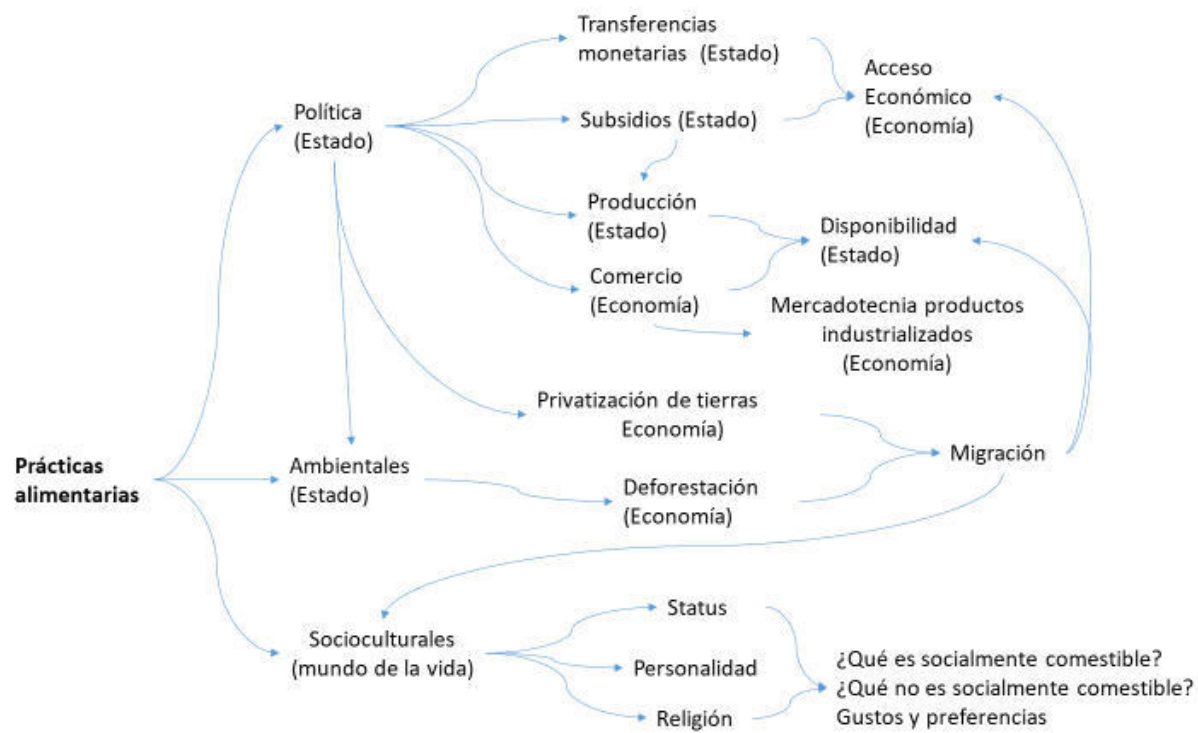 Transferencias
monetarias (Estado)
Acceso
Económico
(Economía)
Política
(Estado)
Subsidios (Estado)
Producción
(Estado)
Disponibilidad
(Estado)
Comercio
(Economía)
Mercadotecnia productos
industrializados
(Economía)
Privatización de tierras
Economía)
Migración
Prácticas
alimentarias
Ambientales
(Estado)
Deforestación
(Economía)
Status
Socioculturales
(mundo de la vida)
Personalidad
Religión
¿Qué es socialmente comestible?
¿Qué no es socialmente comestible?
Gustos y preferencias